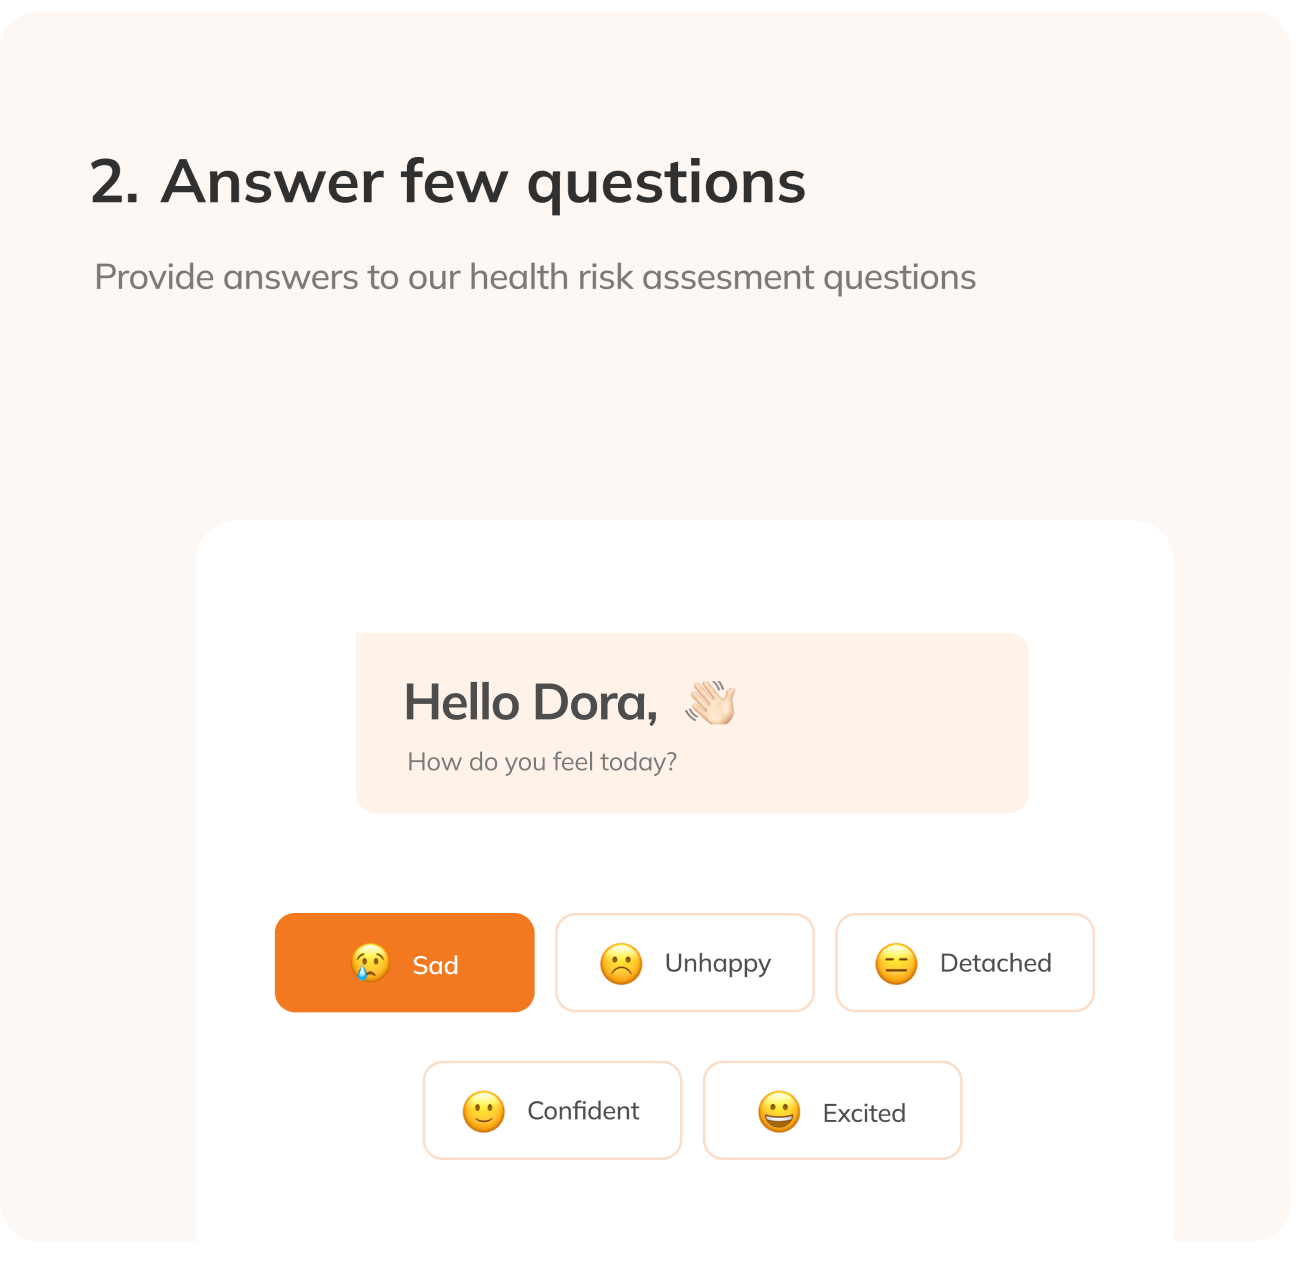 2. Answer few questions
Provide answers to our health risk assesment questions
Hello Dora, 👋🏻
How do you feel today?
😢 Sad
☹️ Unhappy
😑 Detached
🙂 Confident
😀 Excited